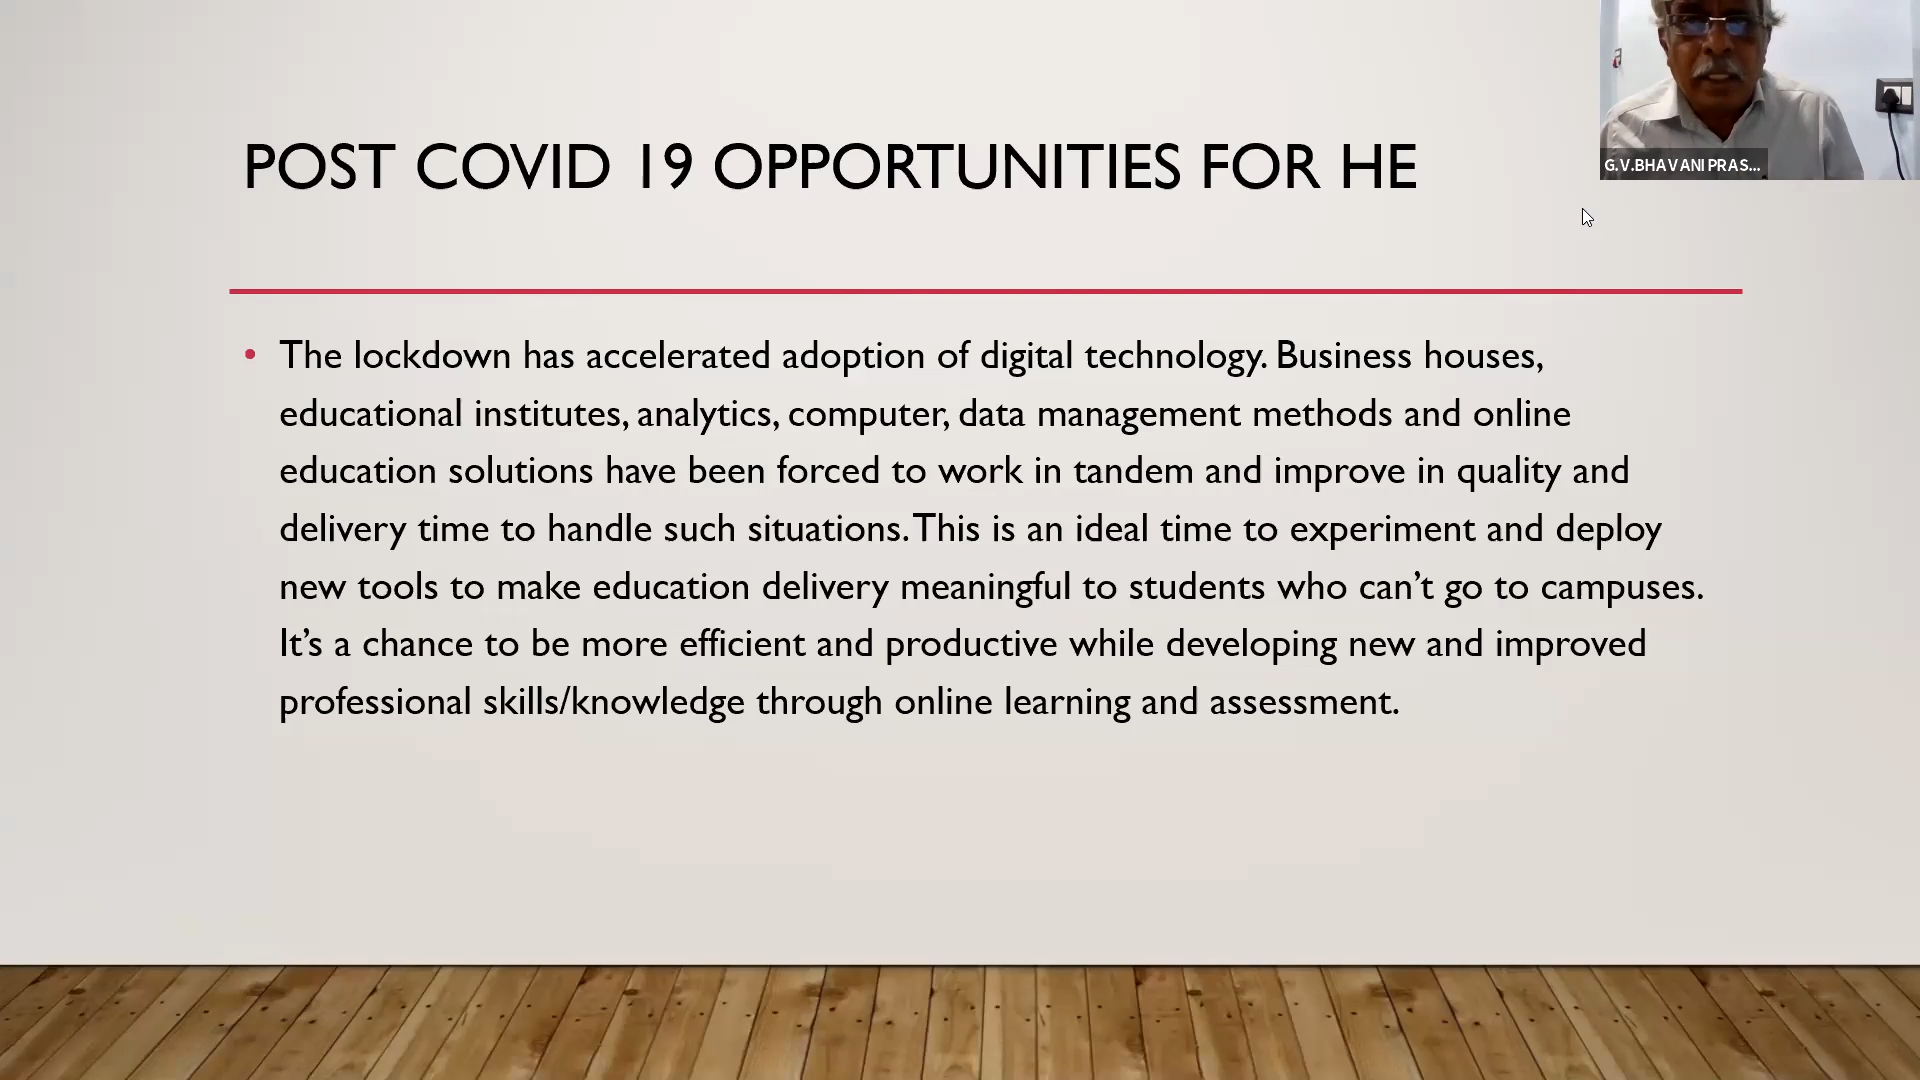 POST COVID 19 OPPORTUNITIES FOR HE
G.V.BHAVANI PRAS...
• The lockdown has accelerated adoption of digital technology. Business houses,
educational institutes, analytics, computer, data management methods and online
education solutions have been forced to work in tandem and improve in quality and
delivery time to handle such situations. This is an ideal time to experiment and deploy
new tools to make education delivery meaningful to students who can’t go to campuses.
It’s a chance to be more efficient and productive while developing new and improved
professional skills/knowledge through online learning and assessment.